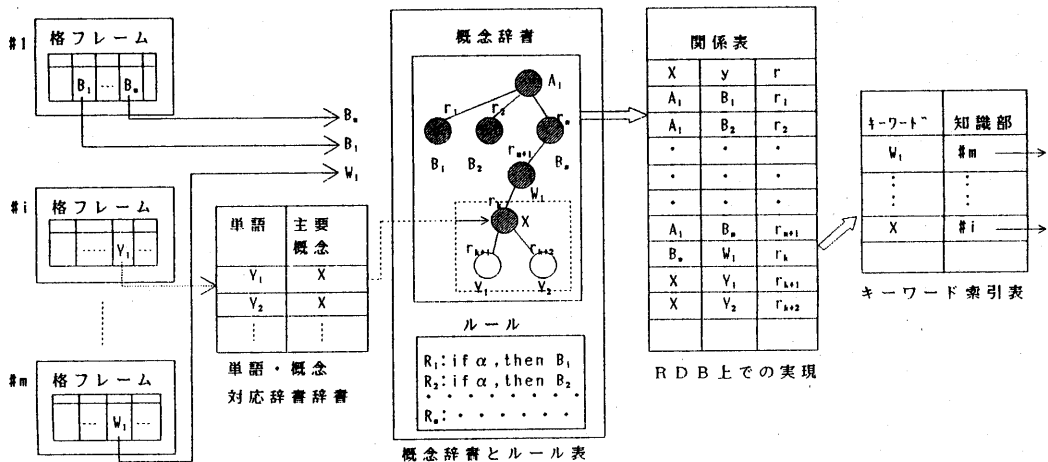 #1
格フレーム
B₁ … Bₙ
Bₙ
B₁
W₁
#i
格フレーム
…… Y₁
#m
格フレーム
… W₁ …
単語 主要概念
Y₁ X
Y₂ X
⋮ ⋮
単語・概念
対応辞書辞書
概念辞書
A₁
r₁ r₂ rₙ
B₁ B₂ Bₙ
rₙ₊₁
W₁
rₖ
X
rₖ₊₁ rₖ₊₂
Y₁ Y₂
ルール
R₁:if α,then B₁
R₂:if α,then B₂
・・・・・・・・
Rₙ:・・・・・・
概念辞書とルール表
関係表
X y r
A₁ B₁ r₁
A₁ B₂ r₂
・ ・ ・
・ ・ ・
・ ・ ・
A₁ Bₙ rₙ₊₁
Bₙ W₁ rₖ
X Y₁ rₖ₊₁
X Y₂ rₖ₊₂
RDB上での実現
キーワード 知識部
W₁ #m
⋮ ⋮
X #i
キーワード索引表